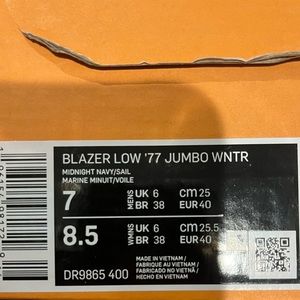 BLAZER LOW '77 JUMBO WNTR
MIDNIGHT NAVY/SAIL
MARINE MINUIT/VOILE
7 MENS UK 6 CM 25
BR 38 EUR 40
8.5 WMNS UK 6 CM 25.5
BR 38 EUR 40
DR9865 400
MADE IN VIETNAM /
FABRIQUE AU VIETNAM /
FABRICADO NO VIETNÃ /
HECHO EN VIETNAM